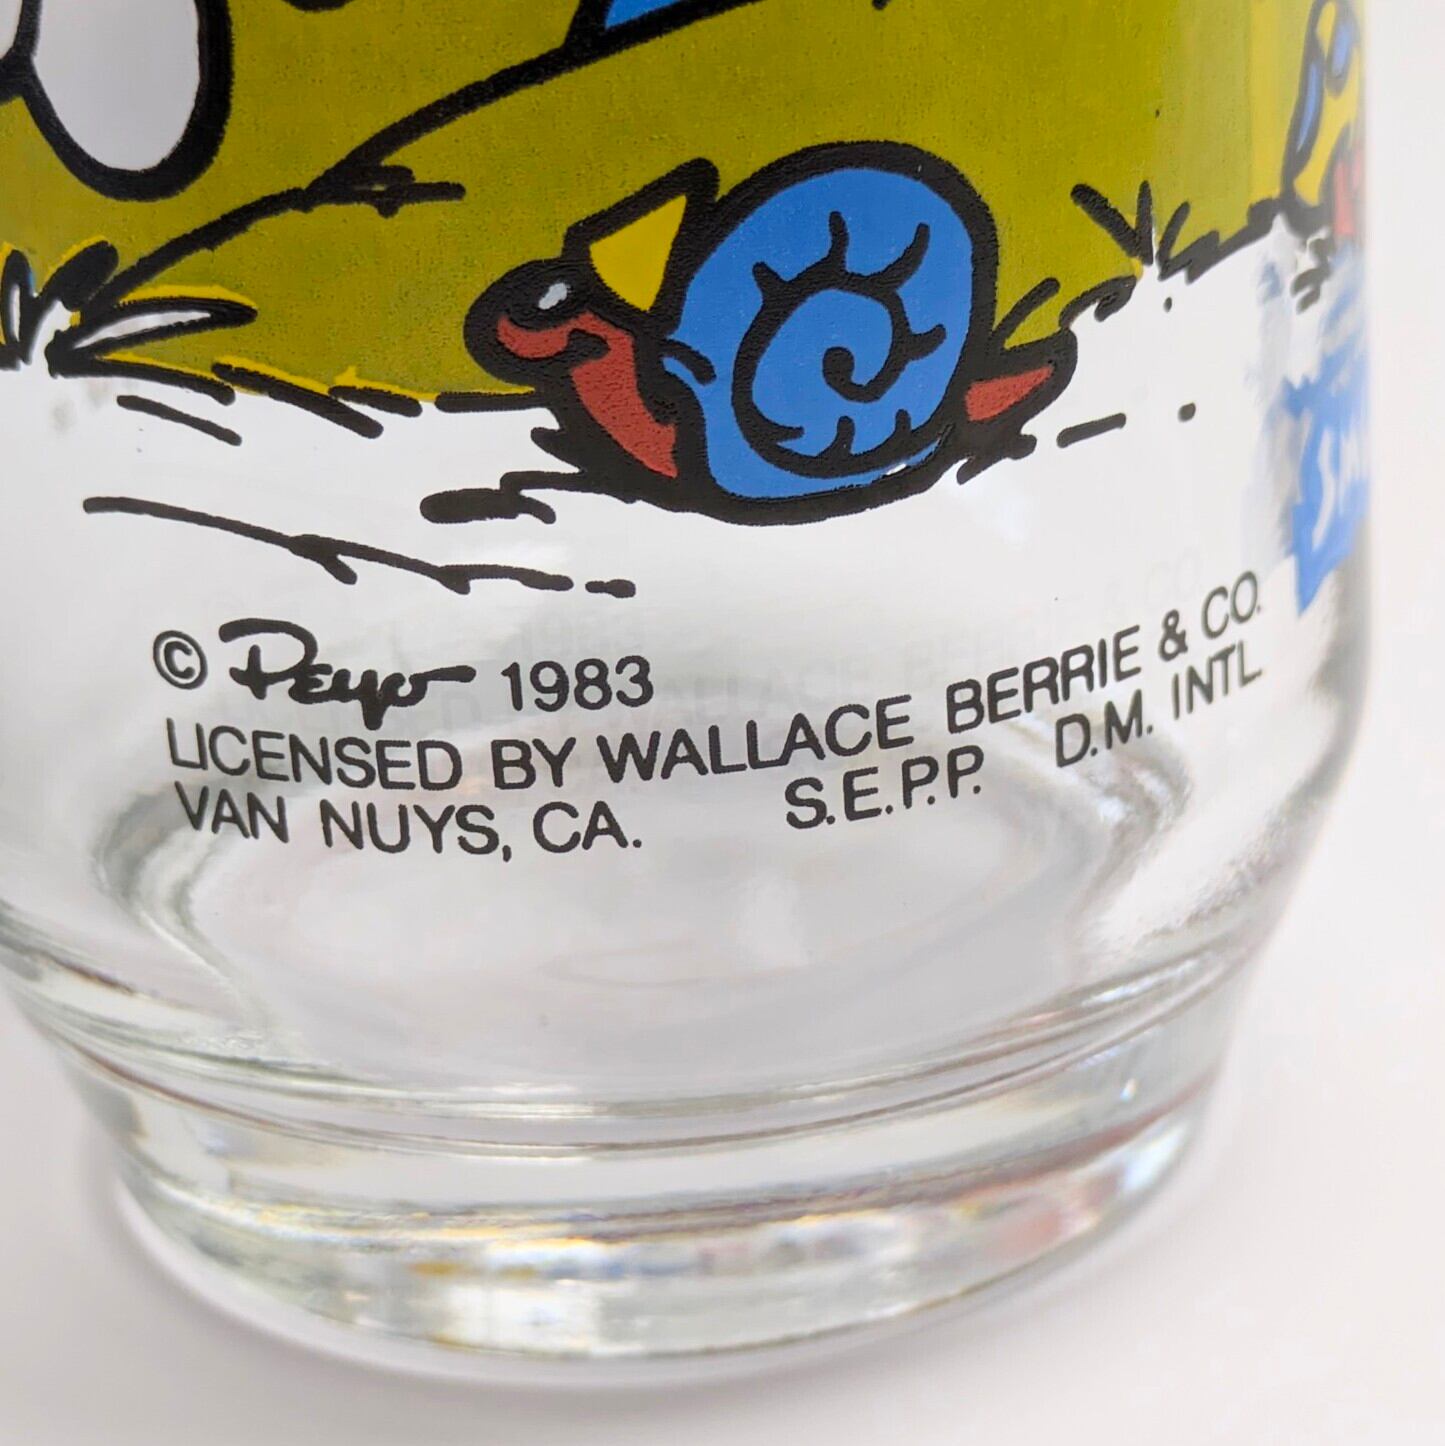 © Peyo 1983
LICENSED BY WALLACE BERRIE & CO.
VAN NUYS, CA. S.E.P.P. D.M. INTL